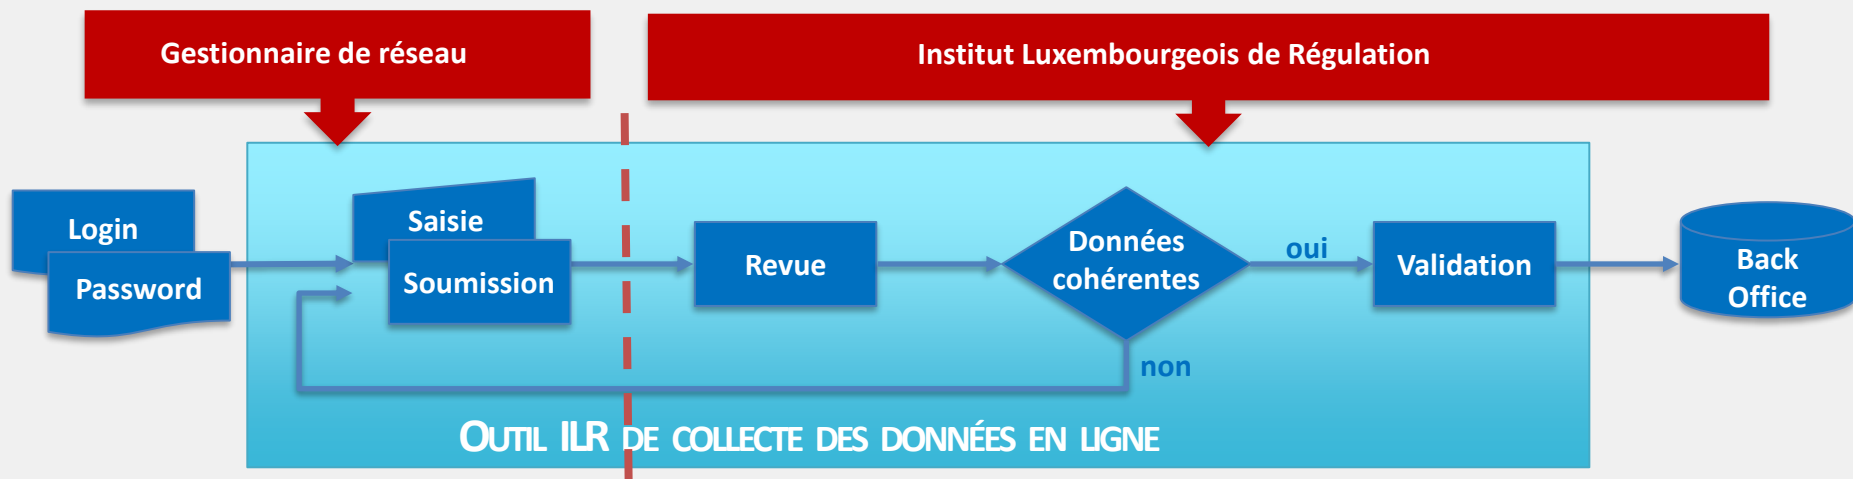 Gestionnaire de réseau
Institut Luxembourgeois de Régulation
Login
Password
Saisie
Soumission
Revue
Données
cohérentes
oui
non
Validation
Back
Office
OUTIL ILR DE COLLECTE DES DONNÉES EN LIGNE